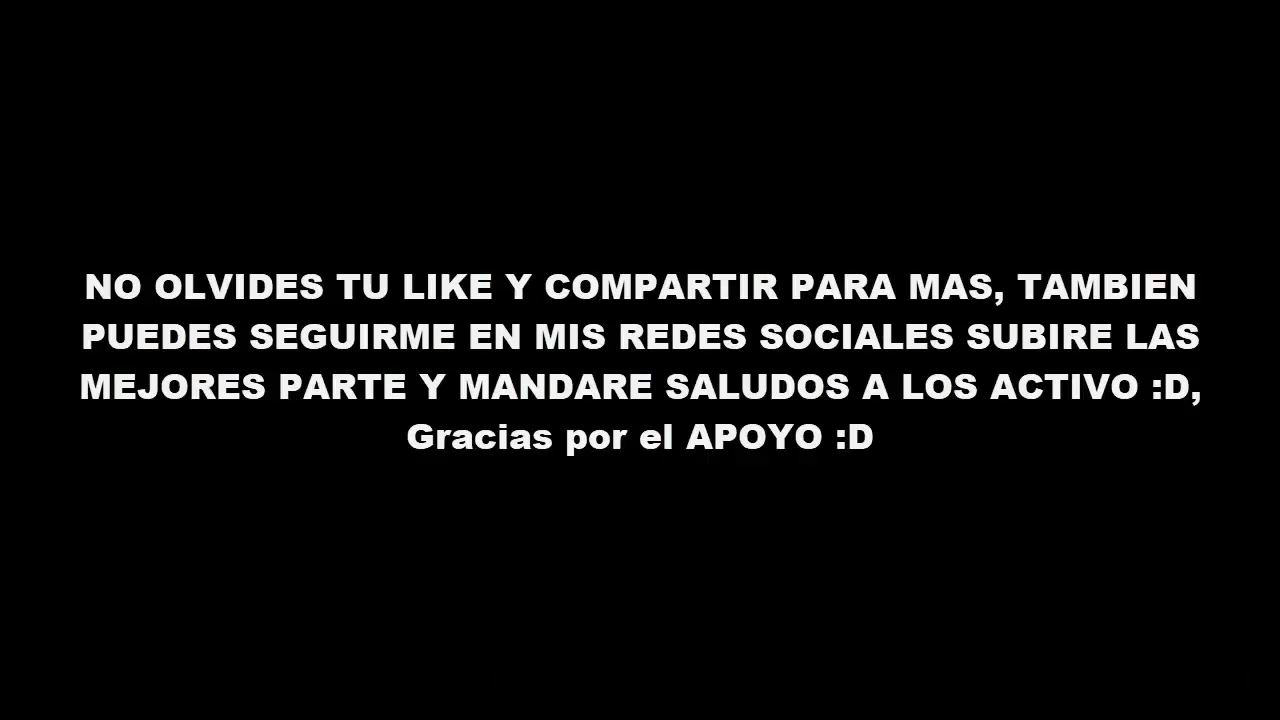 NO OLVIDES TU LIKE Y COMPARTIR PARA MAS, TAMBIEN
PUEDES SEGUIRME EN MIS REDES SOCIALES SUBIRE LAS
MEJORES PARTE Y MANDARE SALUDOS A LOS ACTIVO :D,
Gracias por el APOYO :D